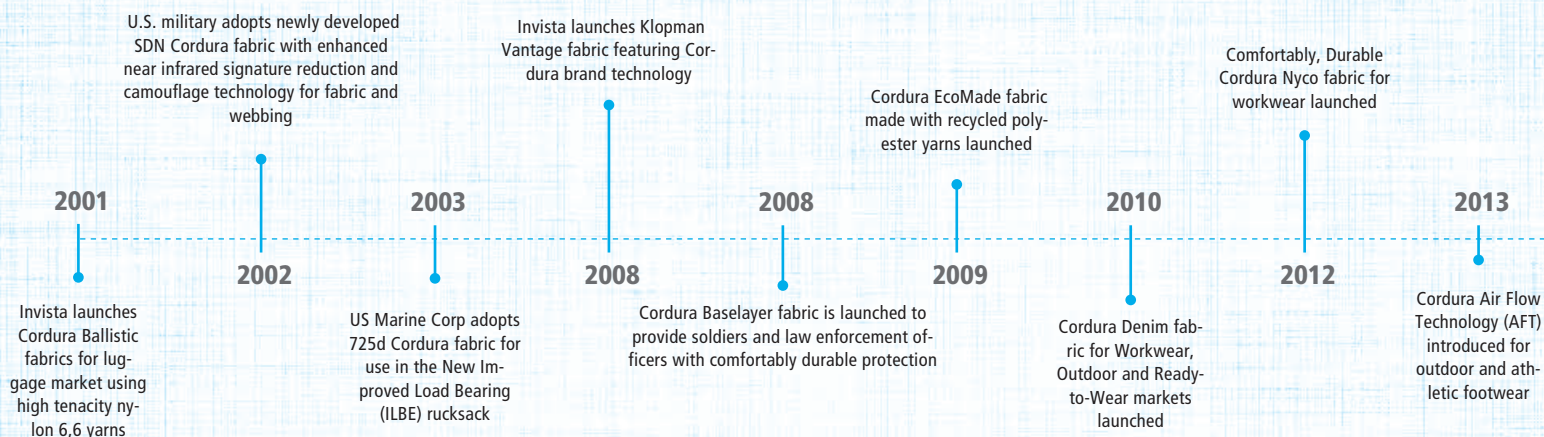 2001
Invista launches
Cordura Ballistic
fabrics for lug-
gage market using
high tenacity ny-
lon 6,6 yarns
U.S. military adopts newly developed
SDN Cordura fabric with enhanced
near infrared signature reduction and
camouflage technology for fabric and
webbing
2002
2003
US Marine Corp adopts
725d Cordura fabric for
use in the New Im-
proved Load Bearing
(ILBE) rucksack
Invista launches Klopman
Vantage fabric featuring Cor-
dura brand technology
2008
2008
Cordura Baselayer fabric is launched to
provide soldiers and law enforcement of-
ficers with comfortably durable protection
Cordura EcoMade fabric
made with recycled poly-
ester yarns launched
2009
2010
Cordura Denim fab-
ric for Workwear,
Outdoor and Ready-
to-Wear markets
launched
Comfortably, Durable
Cordura Nyco fabric for
workwear launched
2012
2013
Cordura Air Flow
Technology (AFT)
introduced for
outdoor and ath-
letic footwear